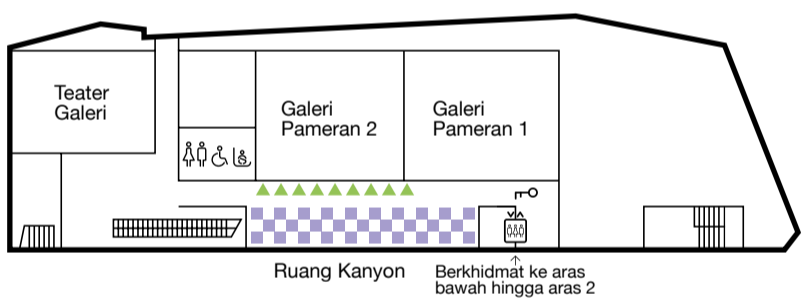 Teater
Galeri
Galeri
Pameran 2
Galeri
Pameran 1
Ruang Kanyon
Berkhidmat ke aras
bawah hingga aras 2